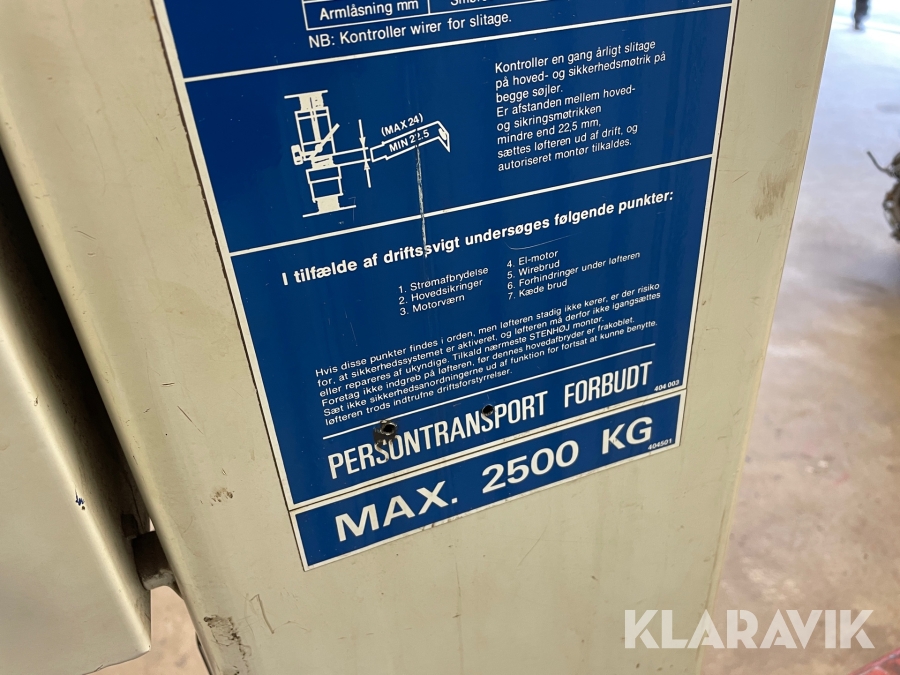 Armlåsning mm
NB: Kontroller wirer for slitage.
Kontroller en gang årligt slitage
på hoved- og sikkerhedsmøtrik på
begge søjler.
Er afstanden mellem hoved-
og sikringsmøtrikken
mindre end 22,5 mm,
sættes løfteren ud af drift, og
autoriseret montør tilkaldes.
(MAX 24)
MIN 22.5
I tilfælde af driftssvigt undersøges følgende punkter:
1. Strømafbrydelse
2. Hovedsikringer
3. Motorværn
4. El-motor
5. Wirebrud
6. Forhindringer under løfteren
7. Kæde brud
Hvis disse punkter findes i orden, men løfteren stadig ikke kører, er der risiko
for, at sikkerhedssystemet er aktiveret, og løfteren må derfor ikke igangsættes
eller repareres af ukyndige. Tilkald nærmeste STENHØJ montør.
Foretag ikke indgreb på løfteren, før dennes hovedafbryder er frakoblet.
Sæt ikke sikkerhedsanordningerne ud af funktion for fortsat at kunne benytte
løfteren trods indtrufne driftsforstyrrelser.
404 003
PERSONTRANSPORT FORBUDT
MAX. 2500 KG
404501
KLARAVIK